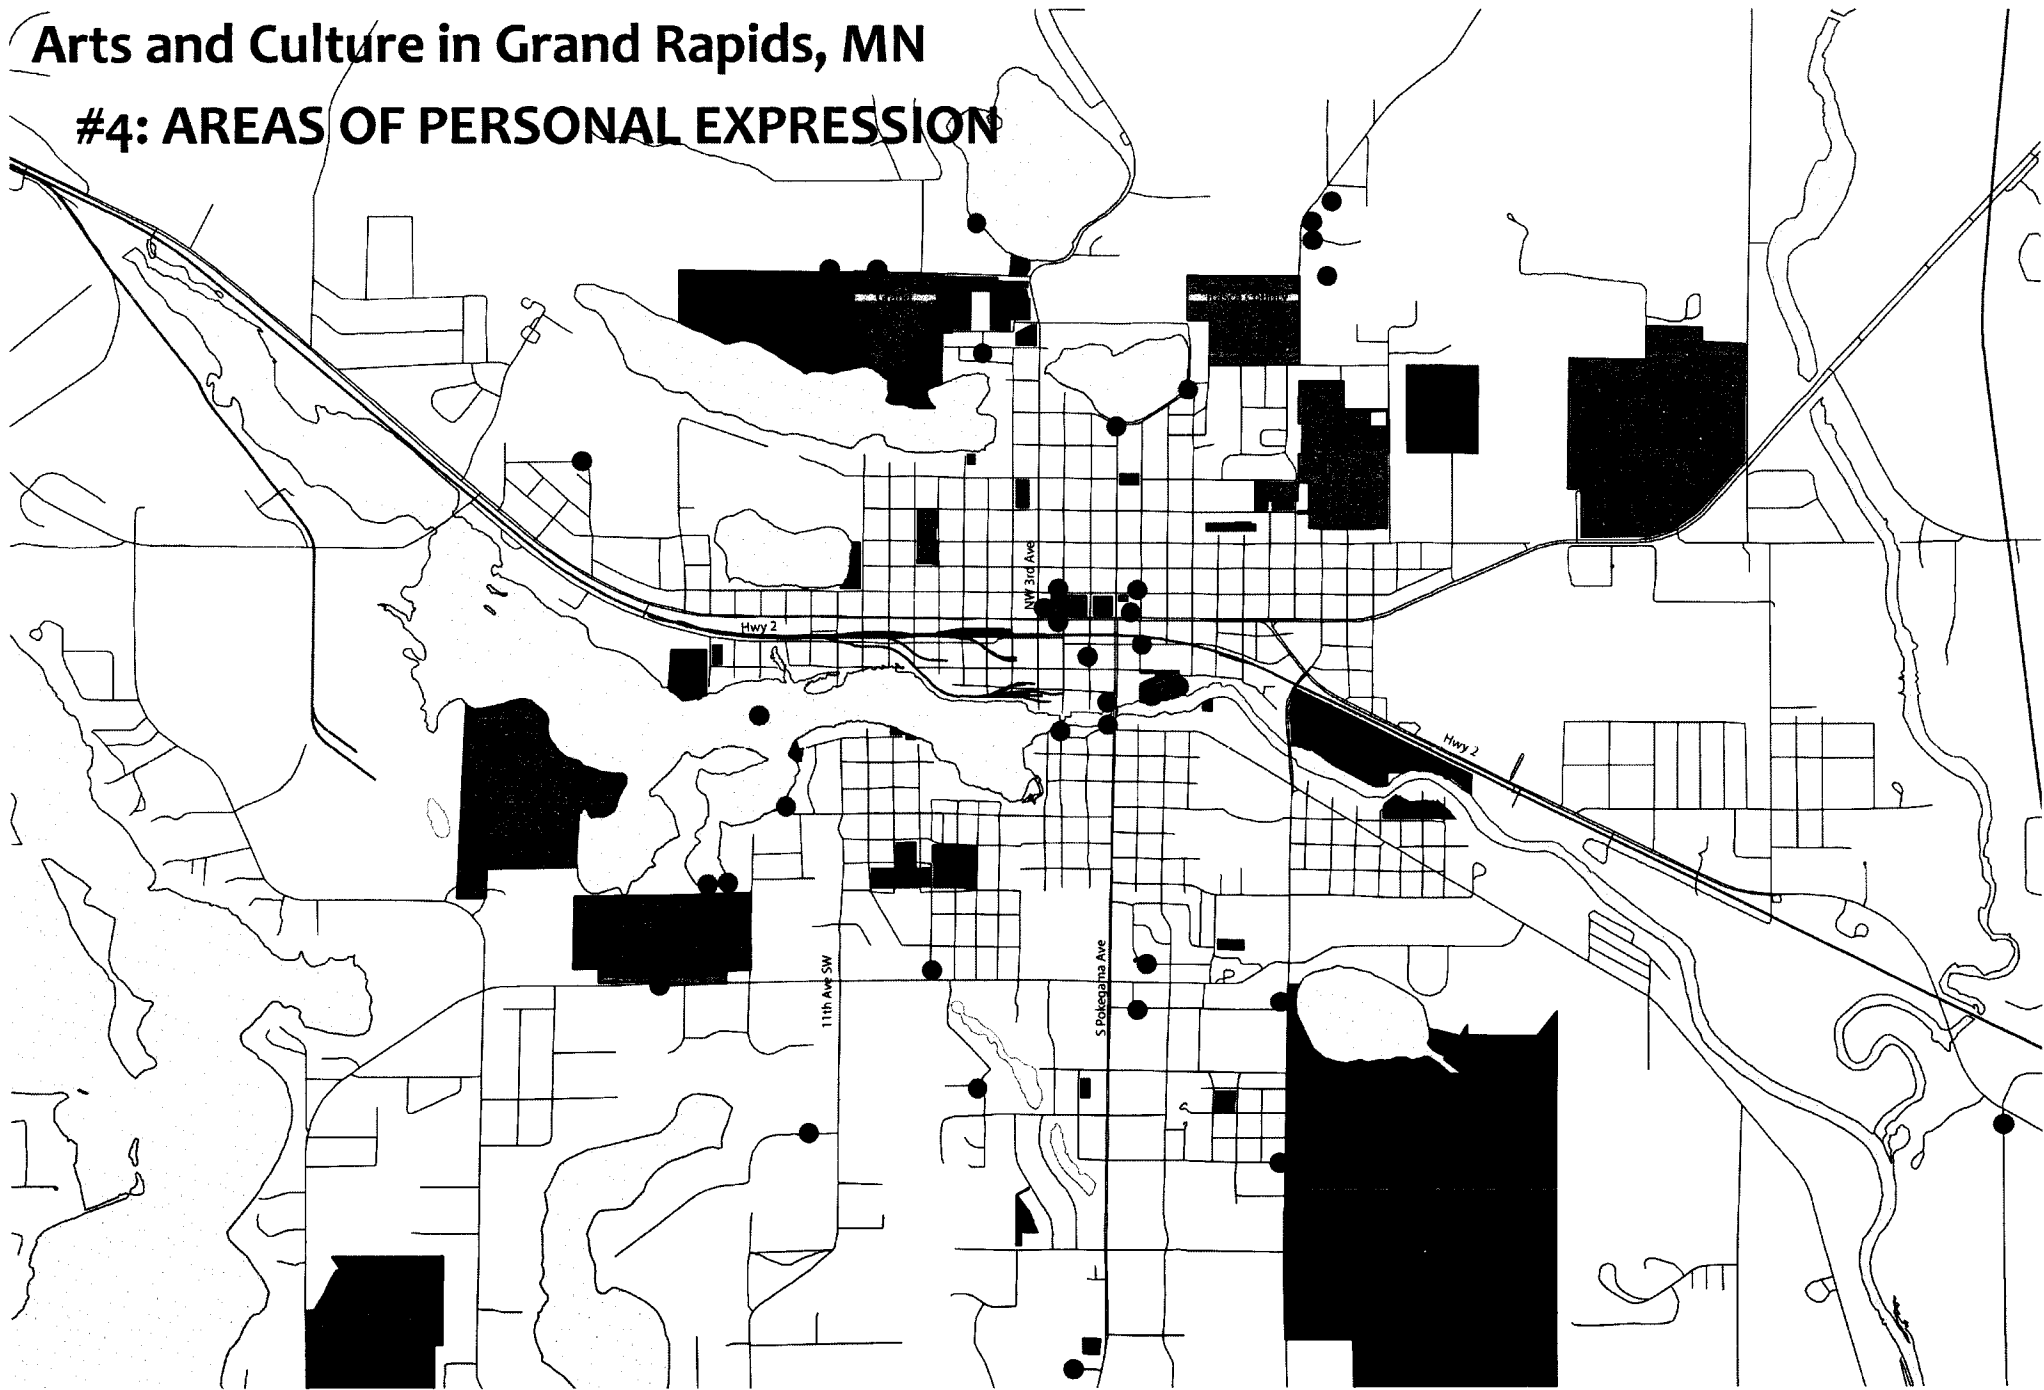 Arts and Culture in Grand Rapids, MN
#4: AREAS OF PERSONAL EXPRESSION
NW 3rd Ave
Hwy 2
Hwy 2
S Pokegama Ave
11th Ave SW